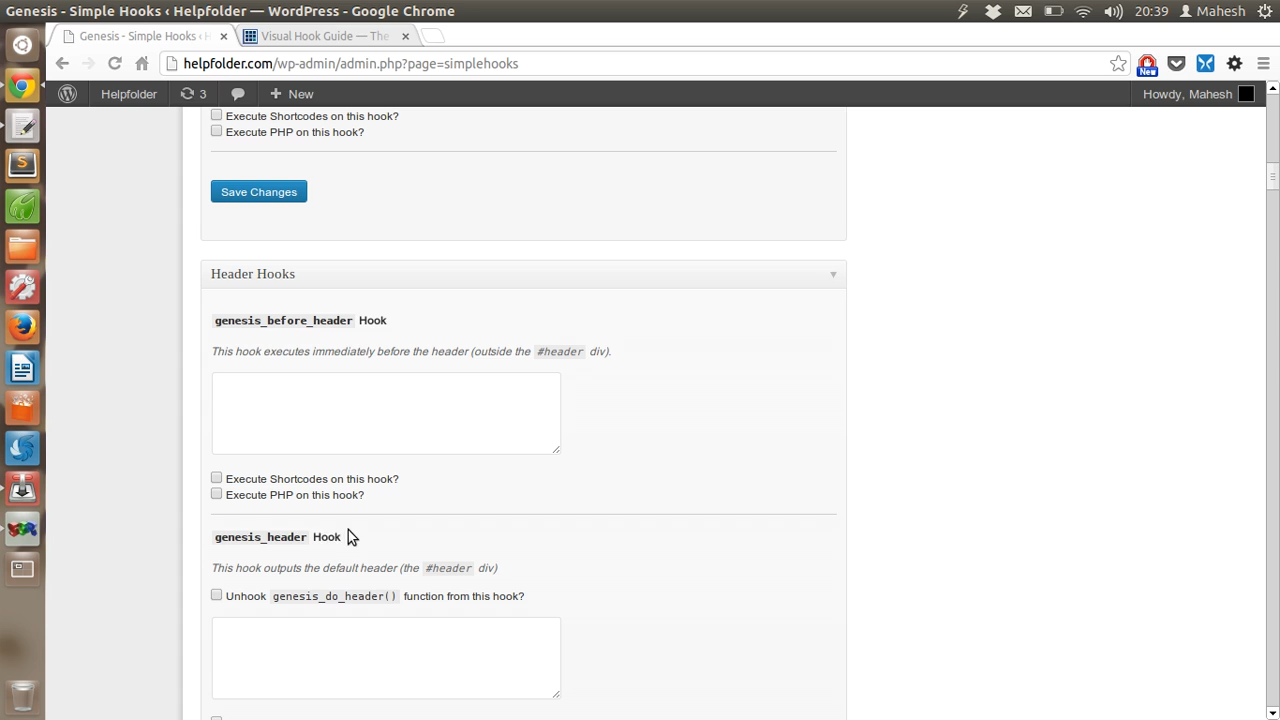 Genesis - Simple Hooks ‹ Helpfolder — WordPress - Google Chrome
20:39 Mahesh
Genesis - Simple Hooks ‹ H
Visual Hook Guide — The
helpfolder.com/wp-admin/admin.php?page=simplehooks
New
Helpfolder 3 + New
Howdy, Mahesh
Execute Shortcodes on this hook?
Execute PHP on this hook?
Save Changes
Header Hooks
genesis_before_header Hook
This hook executes immediately before the header (outside the #header div).
Execute Shortcodes on this hook?
Execute PHP on this hook?
genesis_header Hook
This hook outputs the default header (the #header div)
Unhook genesis_do_header() function from this hook?